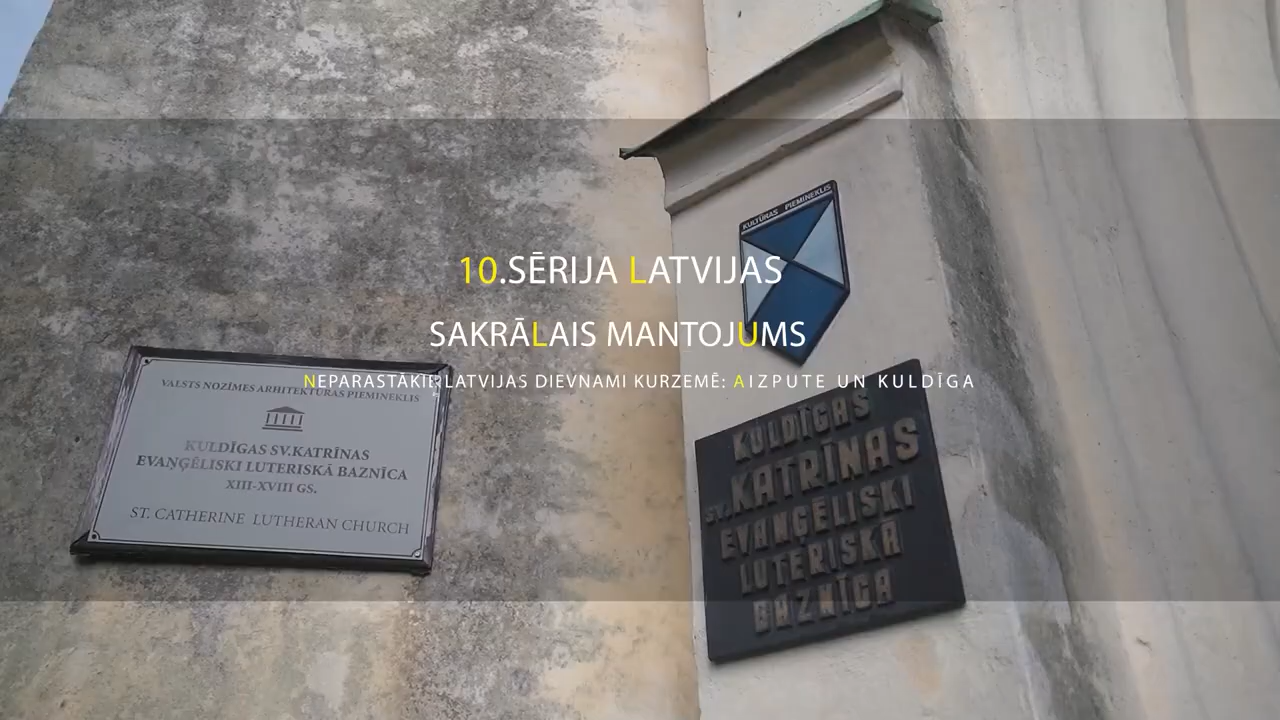 KULTŪRAS PIEMINEKLIS
10.SĒRIJA LATVIJAS
SAKRĀLAIS MANTOJUMS
NEPARASTĀKIE LATVIJAS DIEVNAMI KURZEMĒ: AIZPUTE UN KULDĪGA
VALSTS NOZĪMES ARHITEKTŪRAS PIEMINEKLIS
KULDĪGAS SV.KATRĪNAS
EVAŅĢĒLISKI LUTERISKĀ BAZNĪCA
XIII-XVIII GS.
ST. CATHERINE LUTHERAN CHURCH
KULDĪGAS
ST. KATRĪNAS
EVAŅĢĒLISKI
LUTERISKĀ
BAZNĪCA